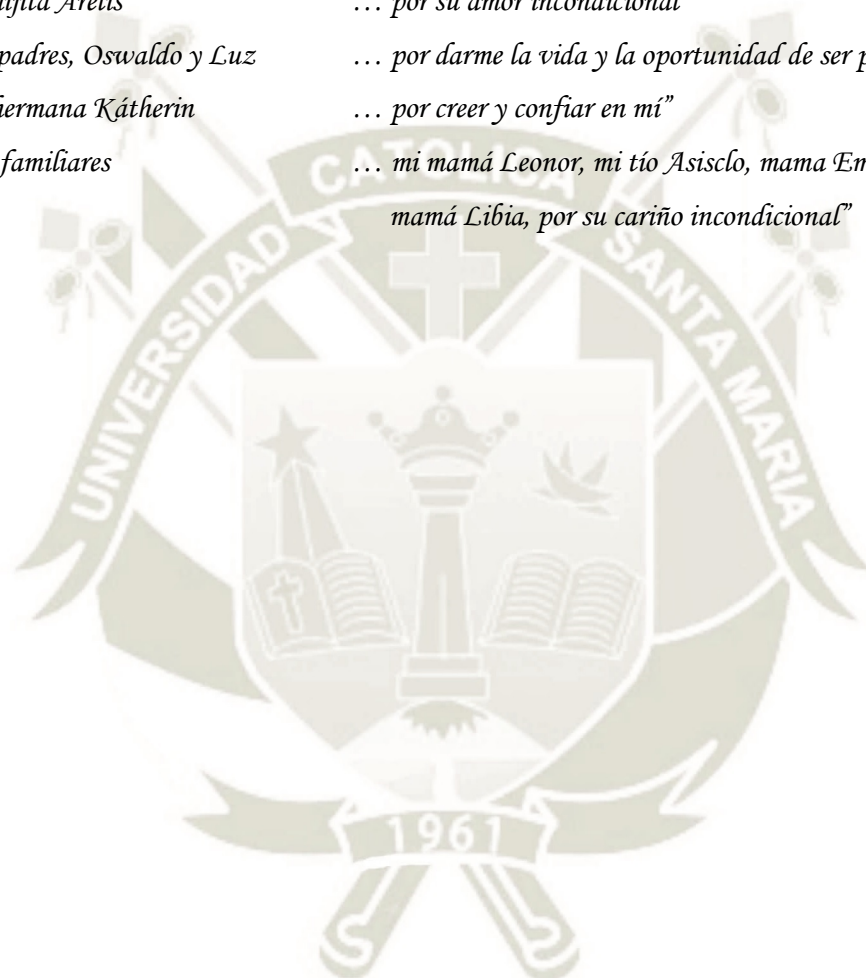 Arelis … por su amor incondicional
padres, Oswaldo y Luz … por darme la vida y la oportunidad de ser
hermana Kátherin … por creer y confiar en mí”
familiares … mi mamá Leonor, mi tío Asisclo, mama
mamá Libia, por su cariño incondicional”
UNIVERSIDAD CATOLICA SANTA MARIA
1961